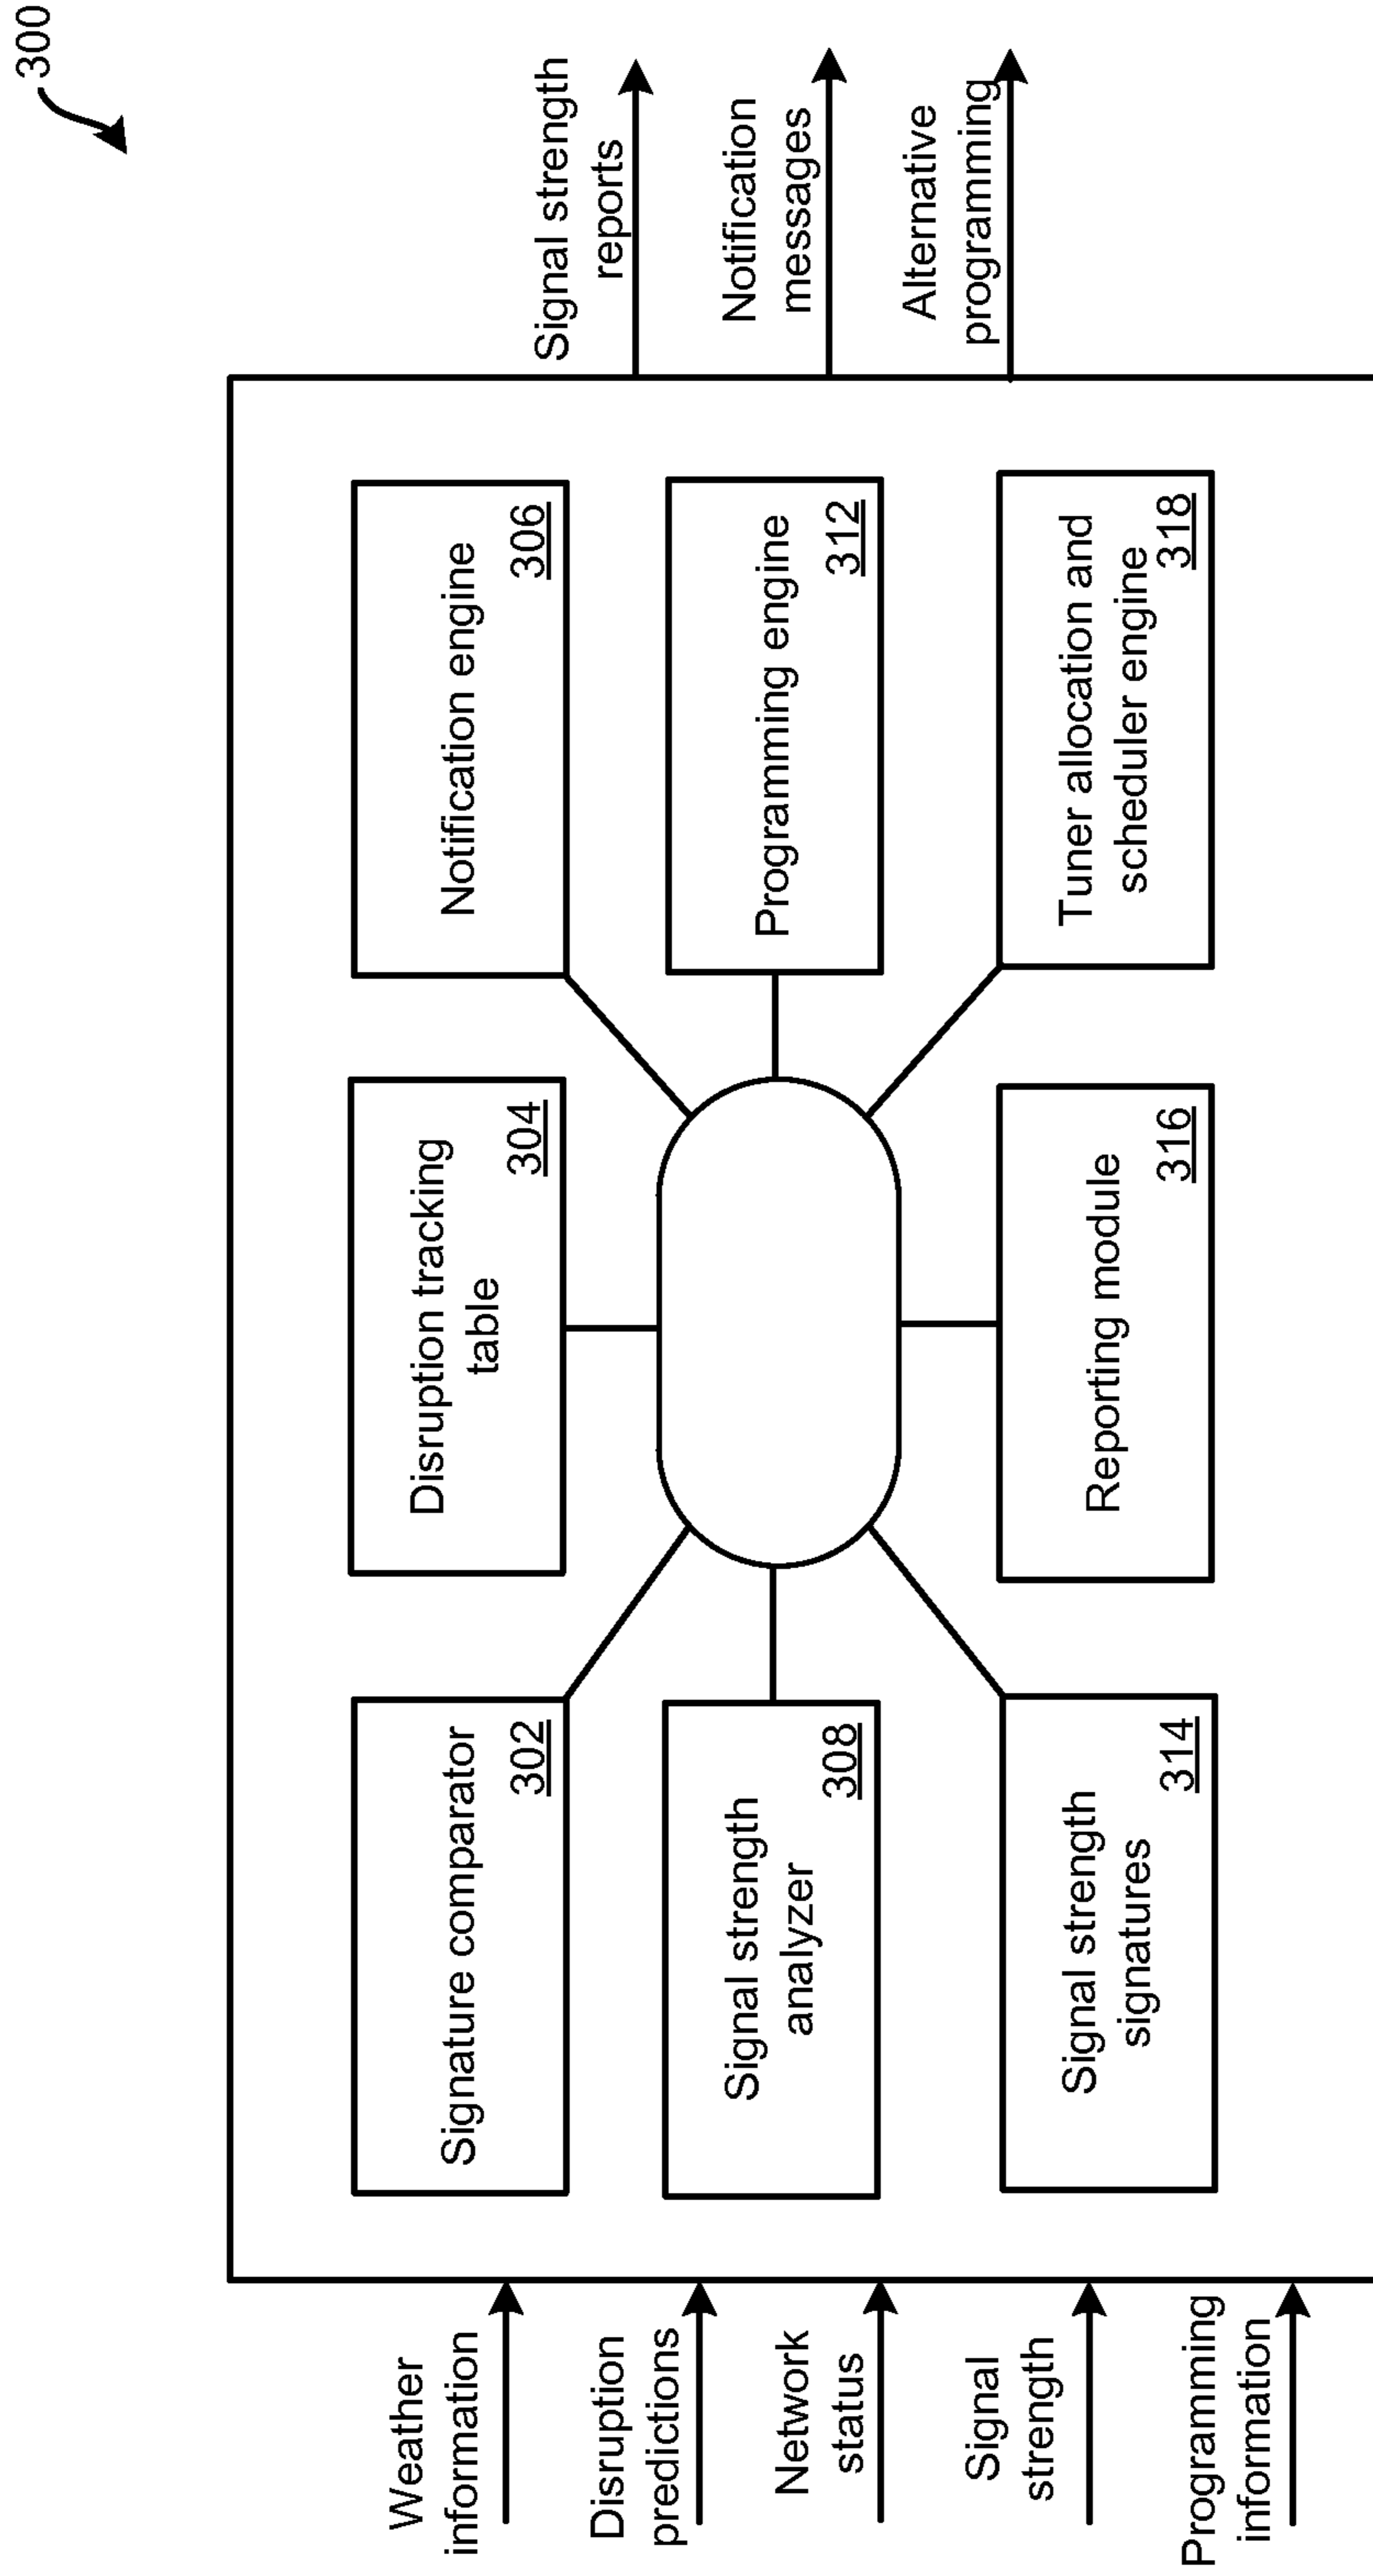 300
Weather
information
Disruption
predictions
Network
status
Signal
strength
Programming
information
Signature comparator
302
Disruption tracking
table
304
Notification engine
306
Signal strength
analyzer
308
Programming engine
312
Signal strength
signatures
314
Reporting module
316
Tuner allocation and
scheduler engine
318
Signal strength
reports
Notification
messages
Alternative
programming